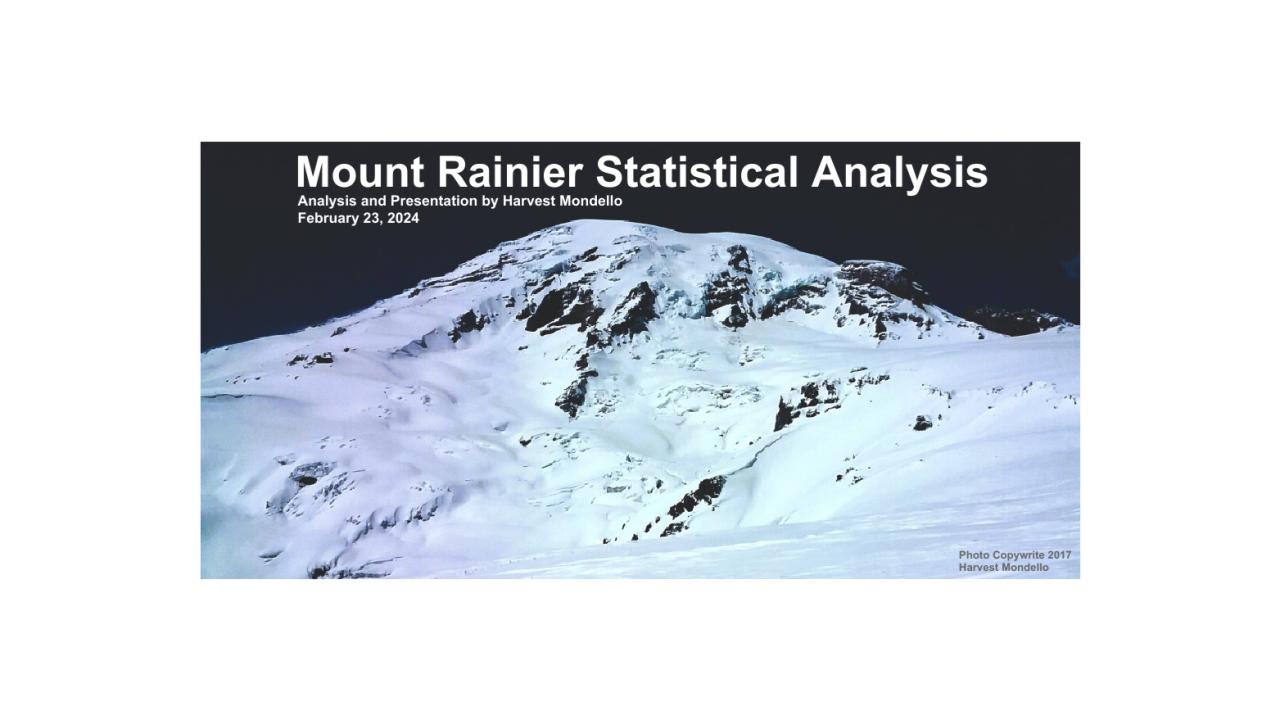 Mount Rainier Statistical Analysis
Analysis and Presentation by Harvest Mondello
February 23, 2024
Photo Copywrite 2017
Harvest Mondello